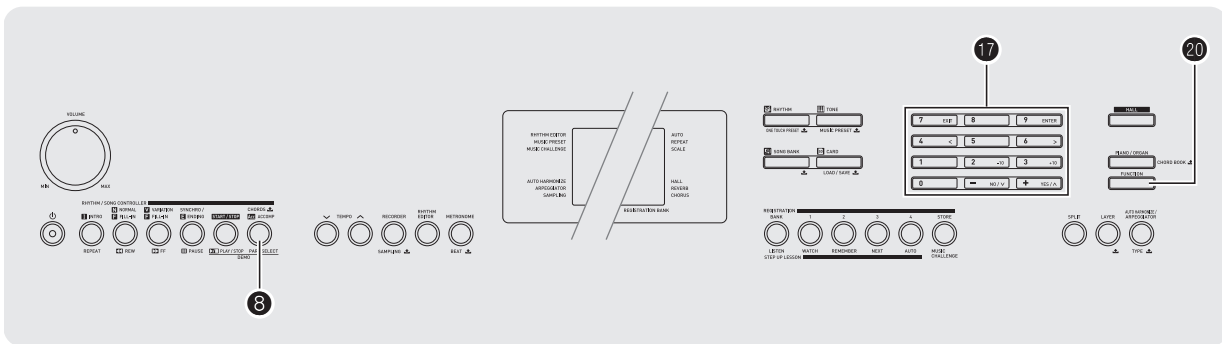 17
20
VOLUME
MIN MAX
RHYTHM / SONG CONTROLLER
I INTRO
REPEAT
N NORMAL
F FILL-IN
REW
V VARIATION
F FILL-IN
FF
SYNCHRO /
E ENDING
PAUSE
START / STOP
PLAY / STOP
CHORDS
ACCOMP
PART SELECT
DEMO
8
TEMPO
RECORDER
SAMPLING
RHYTHM
EDITOR
METRONOME
BEAT
RHYTHM EDITOR
MUSIC PRESET
MUSIC CHALLENGE
AUTO HARMONIZE
ARPEGGIATOR
SAMPLING
AUTO
REPEAT
SCALE
HALL
REVERB
CHORUS
REGISTRATION BANK
RHYTHM
ONE TOUCH PRESET
TONE
MUSIC PRESET
SONG BANK
CARD
LOAD / SAVE
REGISTRATION
BANK 1 2 3 4 STORE
LISTEN WATCH REMEMBER NEXT AUTO MUSIC
CHALLENGE
STEP UP LESSON
7 EXIT 8 9 ENTER
4 < 5 6 >
1 2 -10 3 +10
0 − NO / ∨ + YES / ∧
HALL
PIANO / ORGAN
CHORD BOOK
FUNCTION
SPLIT
LAYER
AUTO HARMONIZE/
ARPEGGIATOR
TYPE